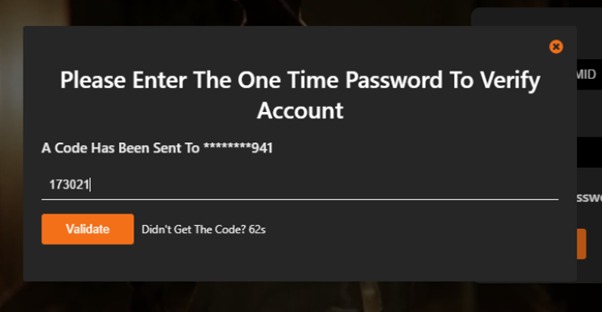 Please Enter The One Time Password To Verify
Account
A Code Has Been Sent To ********941
173021
Validate Didn't Get The Code? 62s
MID